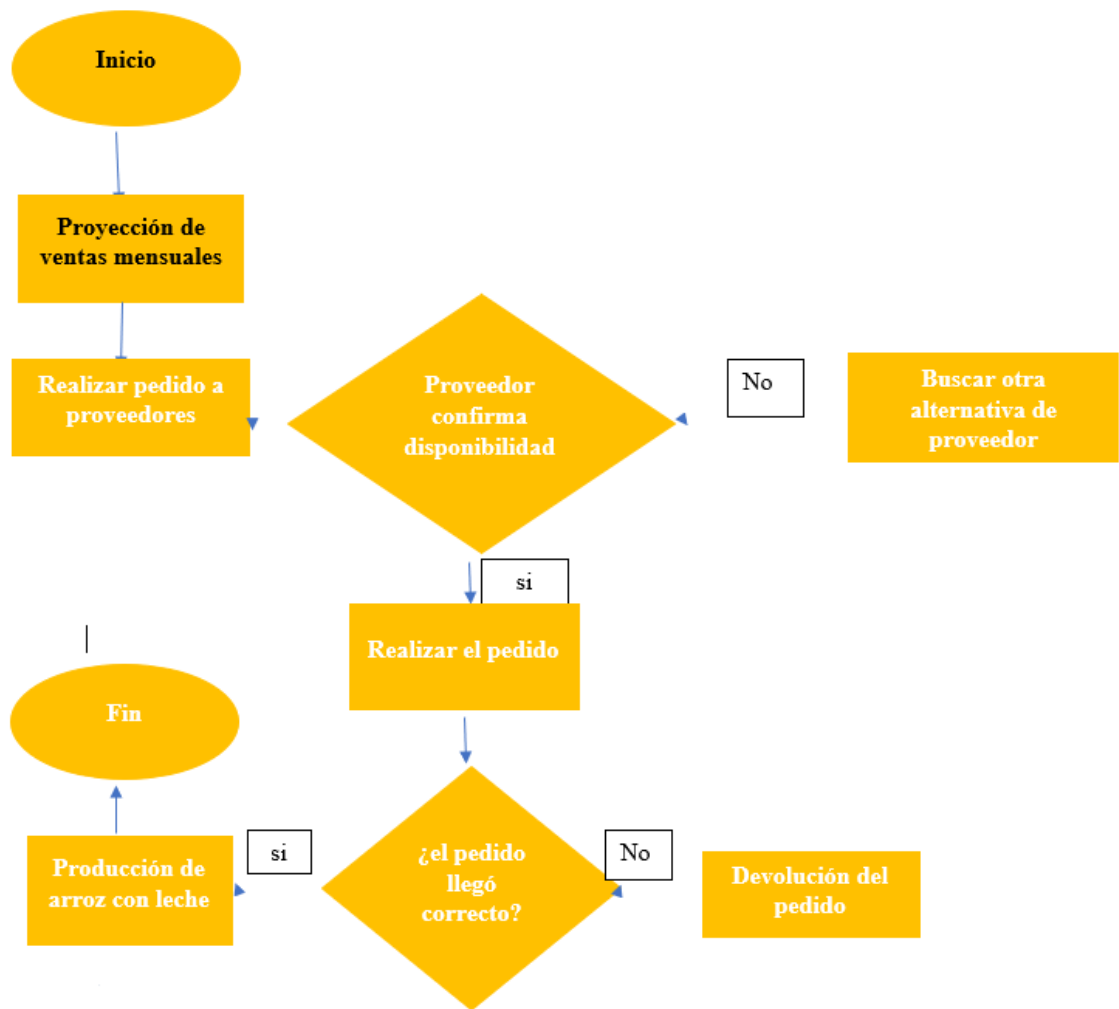 Inicio
Proyección de
ventas mensuales
Realizar pedido a
proveedores
Proveedor
confirma
disponibilidad
No
Buscar otra
alternativa de
proveedor
si
Realizar el pedido
Fin
Producción de
arroz con leche
si
¿el pedido
llegó
correcto?
No
Devolución del
pedido